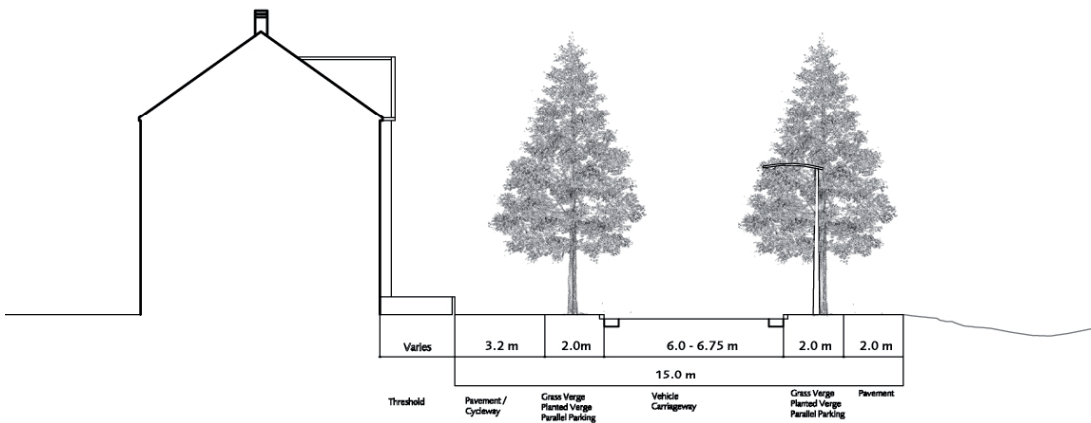 Varies
3.2 m
2.0m
6.0 - 6.75 m
2.0 m
2.0 m
15.0 m
Threshold
Pavement /
Cycleway
Grass Verge
Planted Verge
Parallel Parking
Vehicle
Carriageway
Grass Verge
Planted Verge
Parallel Parking
Pavement